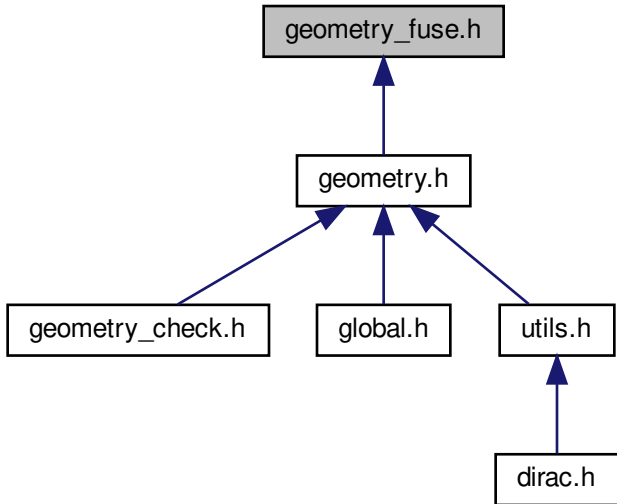 geometry_fuse.h
geometry.h
geometry_check.h
global.h
utils.h
dirac.h